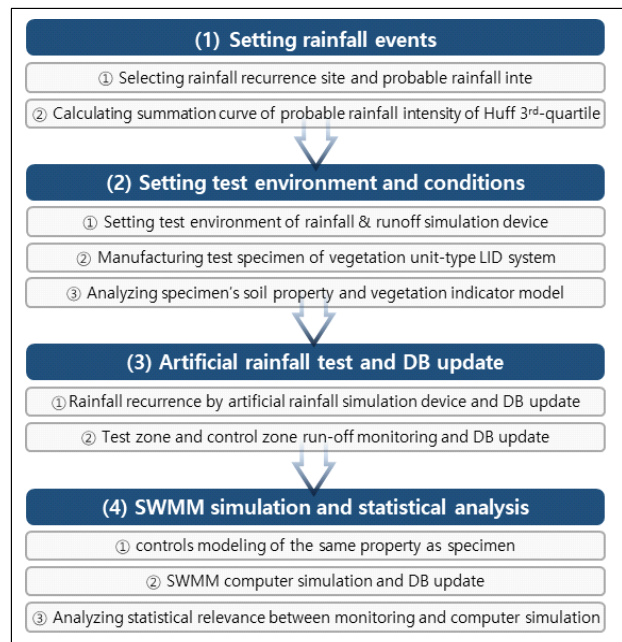 (1) Setting rainfall events
① Selecting rainfall recurrence site and probable rainfall inte
② Calculating summation curve of probable rainfall intensity of Huff 3rd-quartile
(2) Setting test environment and conditions
① Setting test environment of rainfall & runoff simulation device
② Manufacturing test specimen of vegetation unit-type LID system
③ Analyzing specimen's soil property and vegetation indicator model
(3) Artificial rainfall test and DB update
① Rainfall recurrence by artificial rainfall simulation device and DB update
② Test zone and control zone run-off monitoring and DB update
(4) SWMM simulation and statistical analysis
① controls modeling of the same property as specimen
② SWMM computer simulation and DB update
③ Analyzing statistical relevance between monitoring and computer simulation